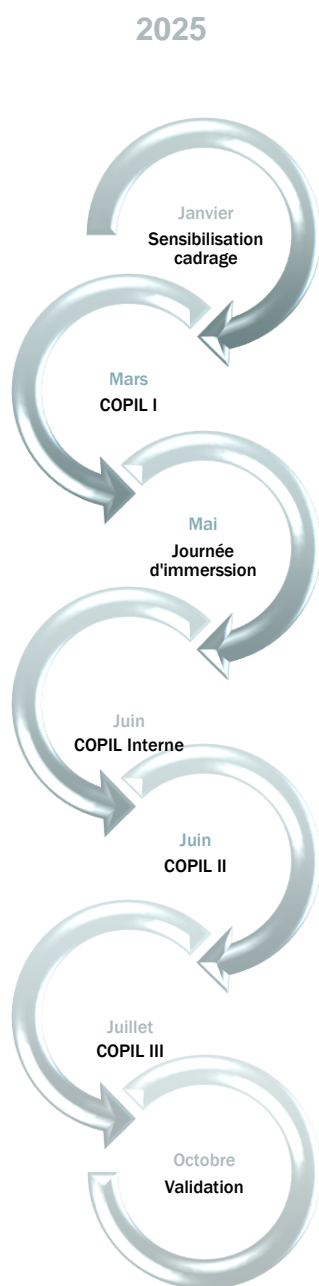 2025
Janvier
Sensibilisation
cadrage
Mars
COPIL I
Mai
Journée
d'immerssion
Juin
COPIL Interne
Juin
COPIL II
Juillet
COPIL III
Octobre
Validation